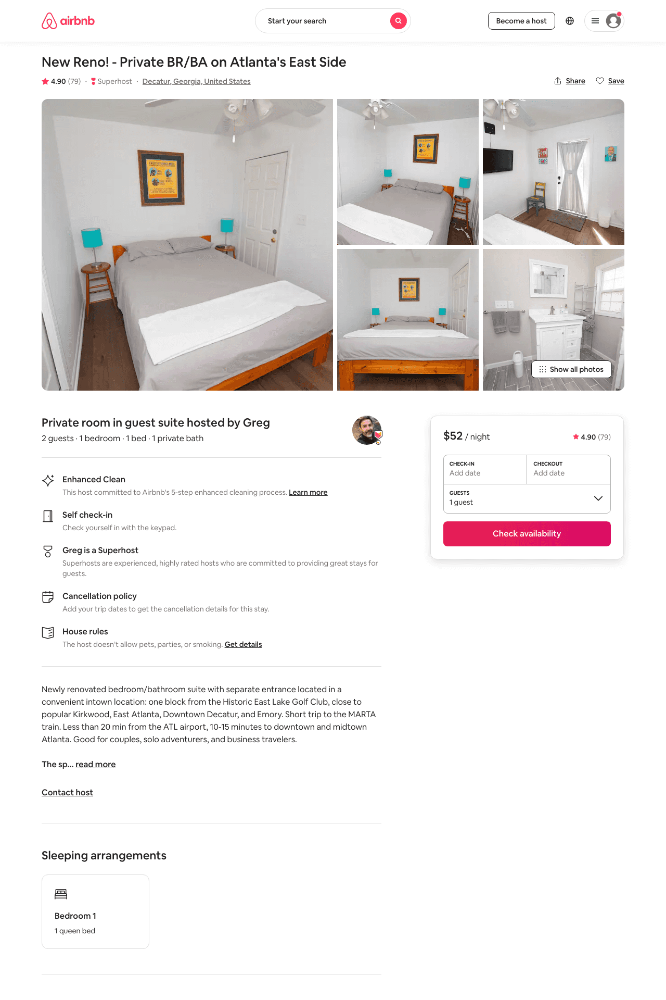 airbnb
Start your search
Become a host
New Reno! - Private BR/BA on Atlanta's East Side
4.90 (79) · Superhost · Decatur, Georgia, United States
Share
Save
Show all photos
Private room in guest suite hosted by Greg
2 guests · 1 bedroom · 1 bed · 1 private bath
Enhanced Clean
This host committed to Airbnb's 5-step enhanced cleaning process. Learn more
Self check-in
Check yourself in with the keypad.
Greg is a Superhost
Superhosts are experienced, highly rated hosts who are committed to providing great stays for
guests.
Cancellation policy
Add your trip dates to get the cancellation details for this stay.
House rules
The host doesn't allow pets, parties, or smoking. Get details
$52 / night
4.90 (79)
CHECK-IN
Add date
CHECKOUT
Add date
GUESTS
1 guest
Check availability
Newly renovated bedroom/bathroom suite with separate entrance located in a
convenient intown location: one block from the Historic East Lake Golf Club, close to
popular Kirkwood, East Atlanta, Downtown Decatur, and Emory. Short trip to the MARTA
train. Less than 20 min from the ATL airport, 10-15 minutes to downtown and midtown
Atlanta. Good for couples, solo adventurers, and business travelers.
The sp... read more
Contact host
Sleeping arrangements
Bedroom 1
1 queen bed